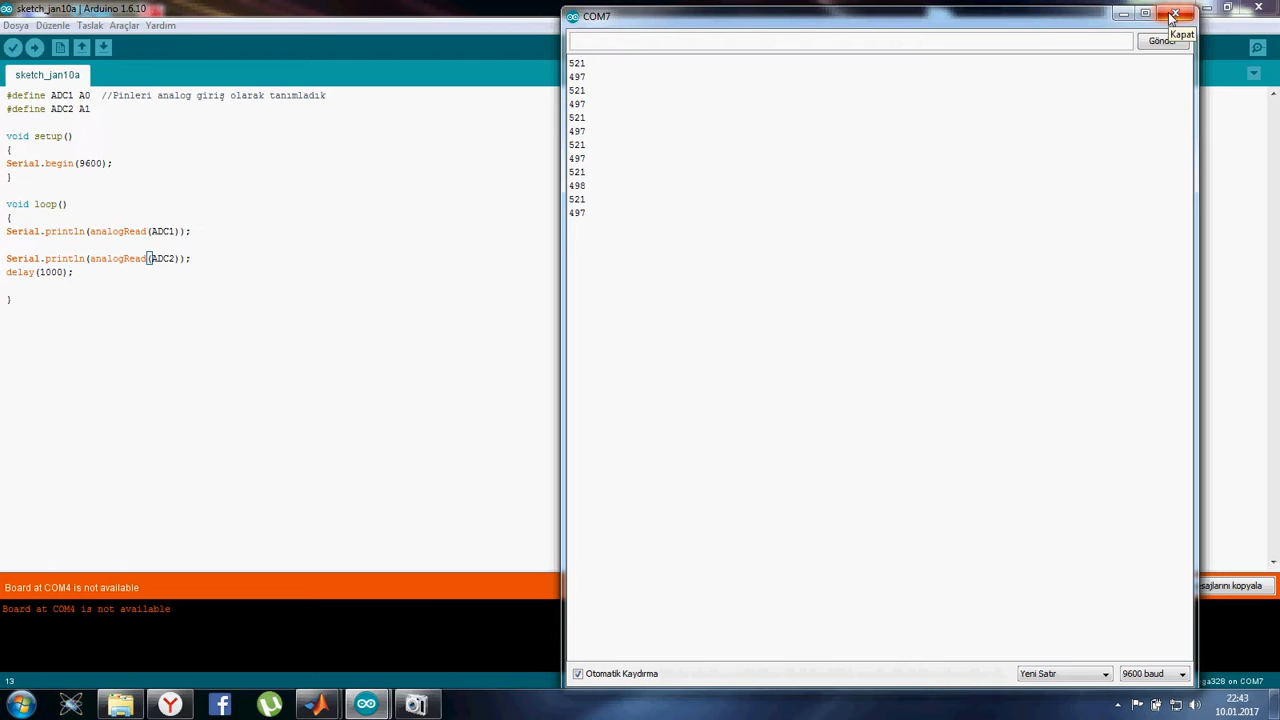 sketch_jan10a | Arduino 1.6.10
Dosya Düzenle Taslak Araçlar Yardım
sketch_jan10a
#define ADC1 A0 //Pinleri analog giriş olarak tanımladık
#define ADC2 A1
void setup()
{
Serial.begin(9600);
}
void loop()
{
Serial.println(analogRead(ADC1));
Serial.println(analogRead(ADC2));
delay(1000);
}
Board at COM4 is not available
Board at COM4 is not available
13
COM7
Kapat
521
497
521
497
521
497
521
497
521
498
521
497
Otomatik Kaydırma
Yeni Satır
9600 baud
kopyala
on COM7
22:43
10.01.2017